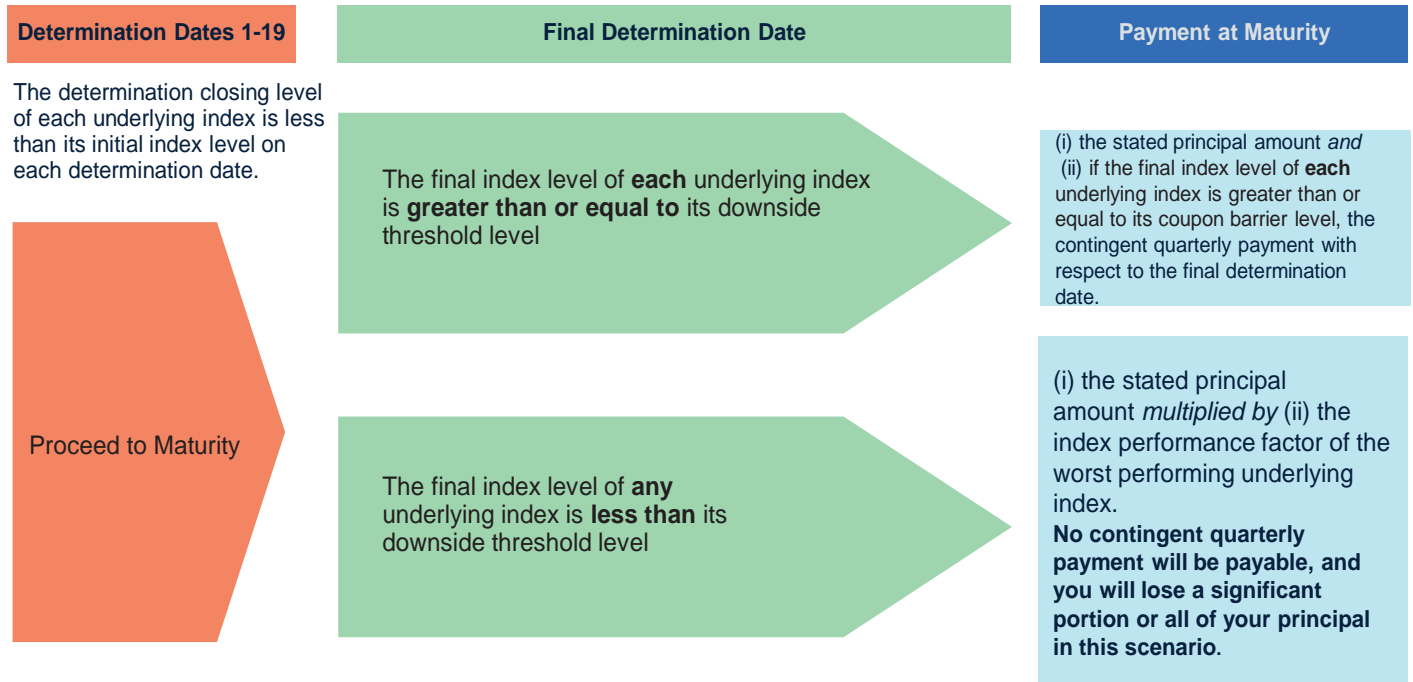 Determination Dates 1-19
Final Determination Date
Payment at Maturity
The determination closing level
of each underlying index is less
than its initial index level on
each determination date.
Proceed to Maturity
The final index level of each underlying index
is greater than or equal to its downside
threshold level
(i) the stated principal amount and
(ii) if the final index level of each
underlying index is greater than or
equal to its coupon barrier level, the
contingent quarterly payment with
respect to the final determination
date.
The final index level of any
underlying index is less than its
downside threshold level
(i) the stated principal
amount multiplied by (ii) the
index performance factor of the
worst performing underlying
index.
No contingent quarterly
payment will be payable, and
you will lose a significant
portion or all of your principal
in this scenario.